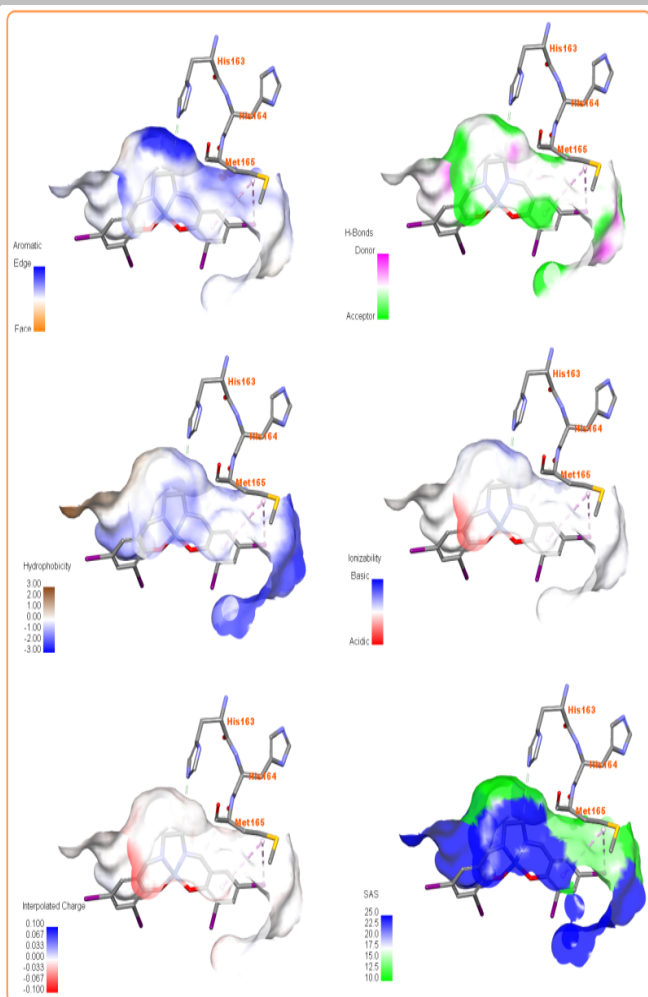 His163
His164
Met165
Aromatic
Edge
Face
His163
His164
Met165
H-Bonds
Donor
Acceptor
His163
His164
Met165
Hydrophobicity
3.00
2.00
1.00
0.00
-1.00
-2.00
-3.00
His163
His164
Met165
Ionizability
Basic
Acidic
His163
His164
Met165
Interpolated Charge
0.100
0.067
0.033
0.000
-0.033
-0.067
-0.100
His163
His164
Met165
SAS
25.0
22.5
20.0
17.5
15.0
12.5
10.0